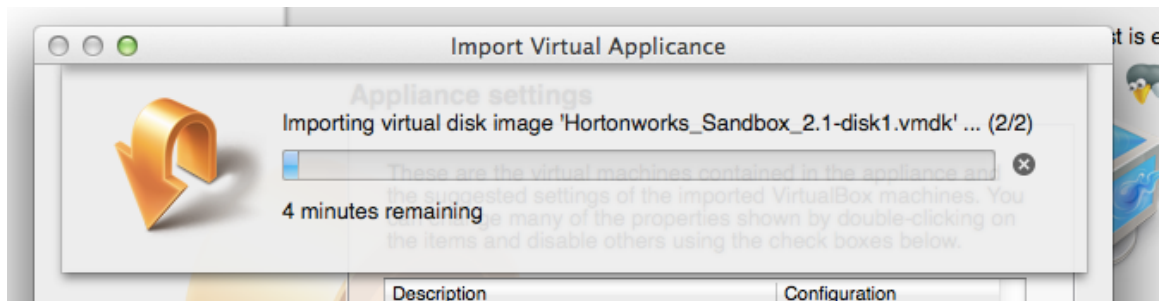 Import Virtual Applicance
st is e
Appliance settings
Importing virtual disk image 'Hortonworks_Sandbox_2.1-disk1.vmdk' ... (2/2)
These are the virtual machines contained in the appliance and
the suggested settings of the imported VirtualBox machines. You
4 minutes remaining
can change many of the properties shown by double-clicking on
the items and disable others using the check boxes below.
Description Configuration